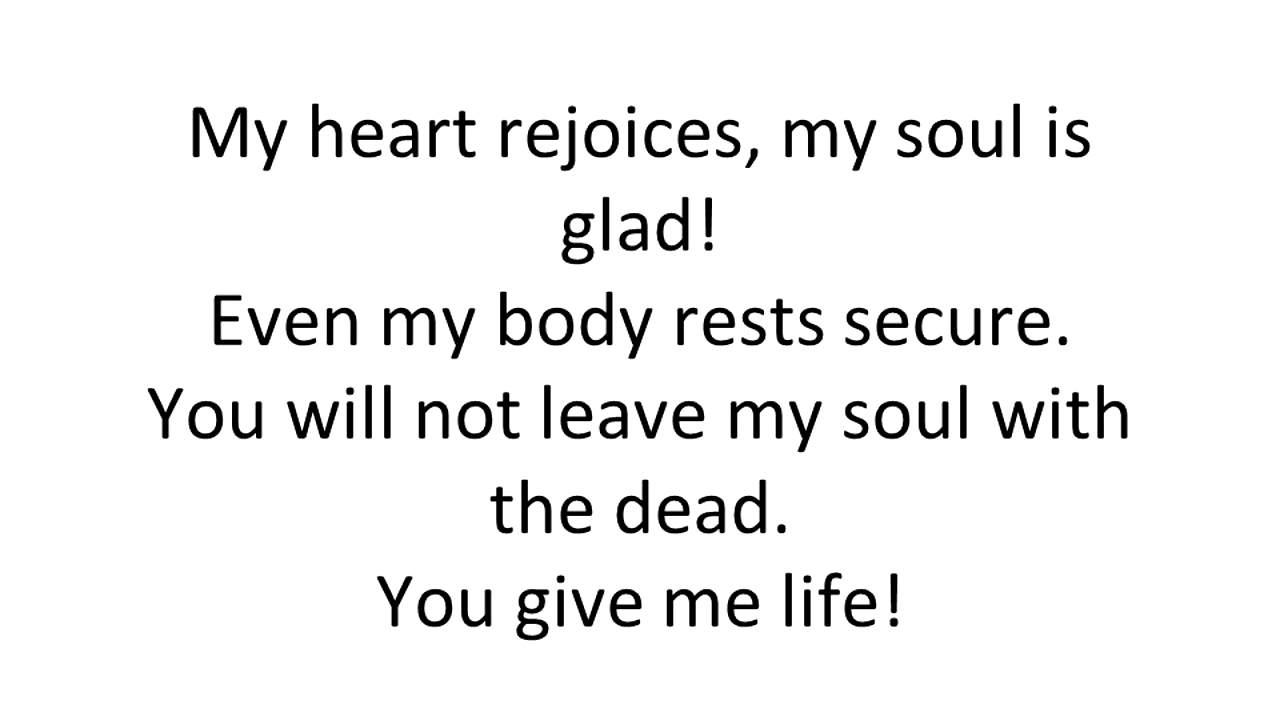 My heart rejoices, my soul is
glad!
Even my body rests secure.
You will not leave my soul with
the dead.
You give me life!